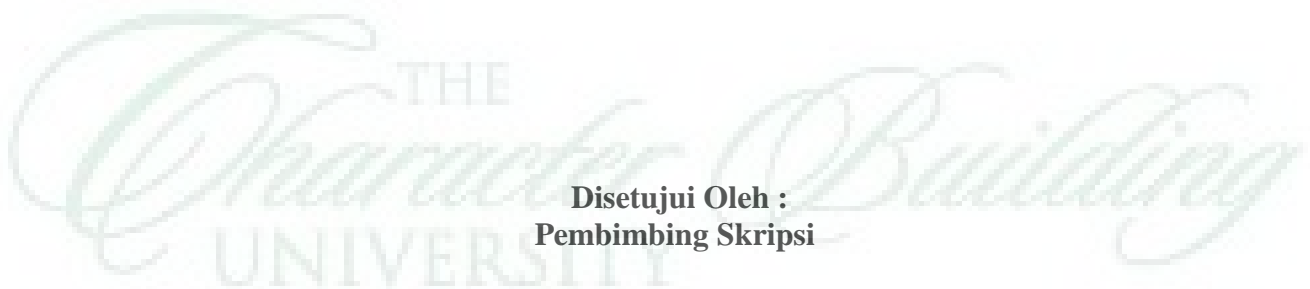 THE
Character Building
UNIVERSITY
Disetujui Oleh :
Pembimbing Skripsi